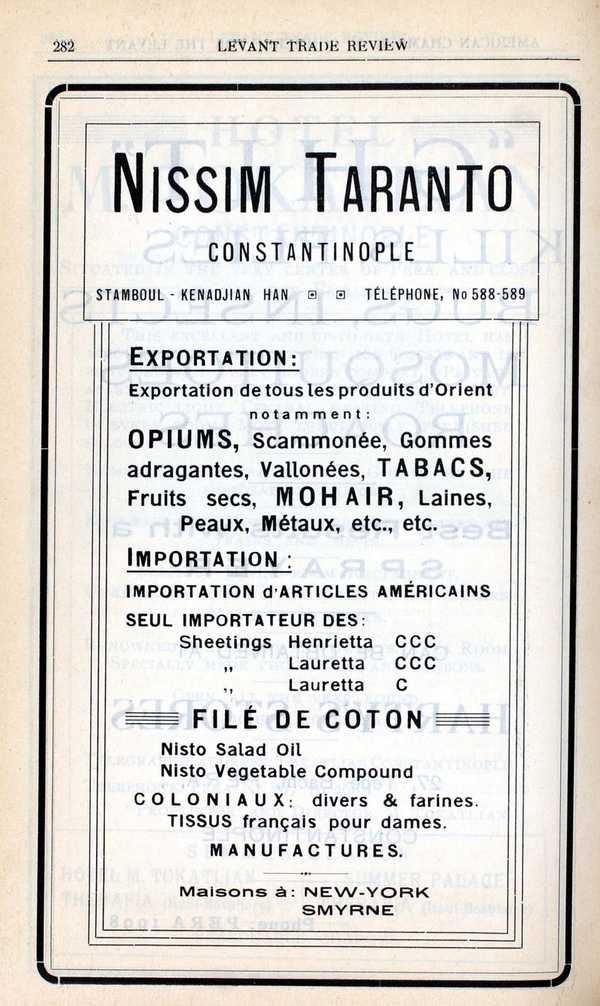 282 LEVANT TRADE REVIEW
NISSIM TARANTO
CONSTANTINOPLE
STAMBOUL - KENADJIAN HAN TÉLÉPHONE, No 588-589
EXPORTATION:
Exportation de tous les produits d'Orient
notamment:
OPIUMS, Scammonée, Gommes
adragantes, Vallonées, TABACS,
Fruits secs, MOHAIR, Laines,
Peaux, Métaux, etc., etc.
IMPORTATION:
IMPORTATION d'ARTICLES AMÉRICAINS
SEUL IMPORTATEUR DES:
Sheetings Henrietta CCC
,, Lauretta CCC
,, Lauretta C
FILÉ DE COTON
Nisto Salad Oil
Nisto Vegetable Compound
COLONIAUX: divers & farines.
TISSUS français pour dames.
MANUFACTURES.
Maisons à: NEW-YORK
SMYRNE